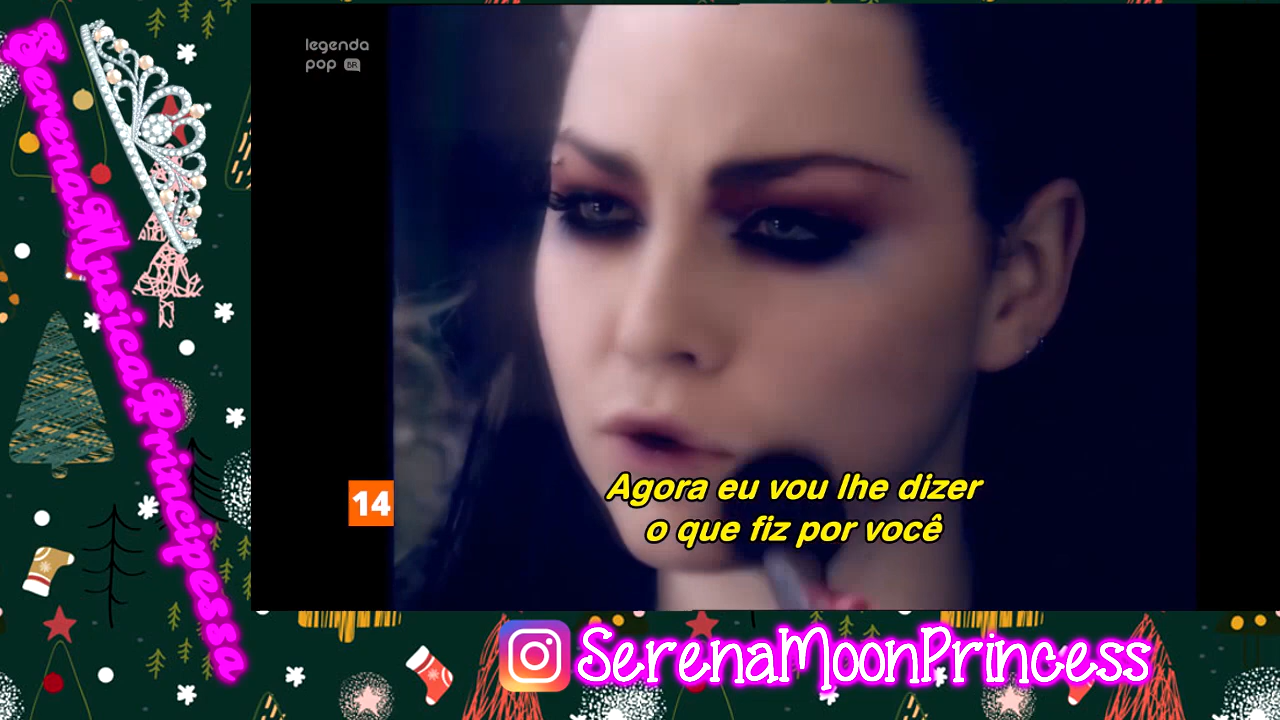 SerenaMusicaPrincipessa
legenda
pop BR
14
Agora eu vou lhe dizer
o que fiz por você
SerenaMoonPrincess